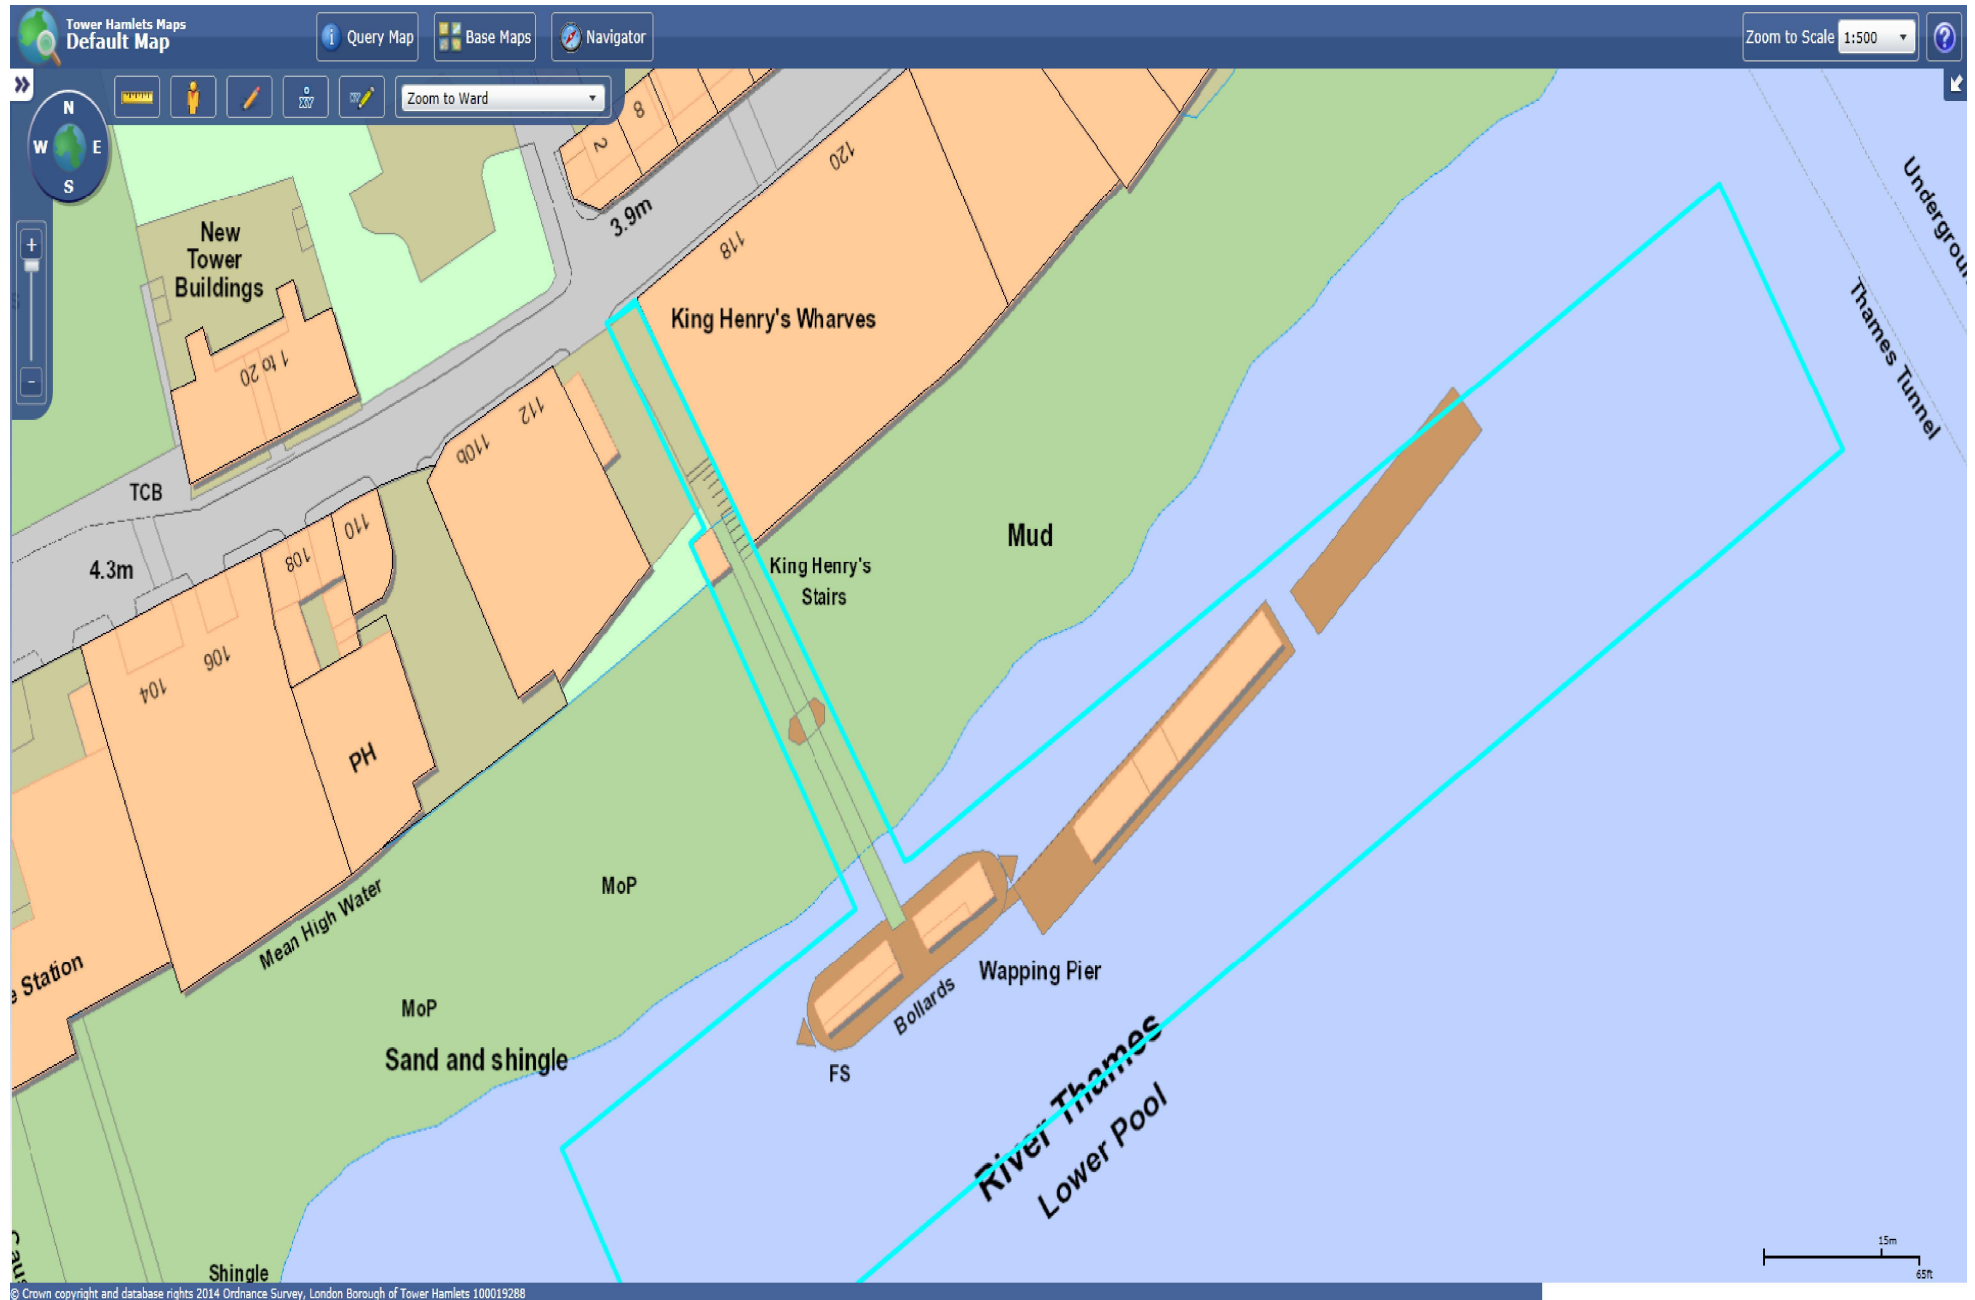 Tower Hamlets Maps
Default Map
Query Map
Base Maps
Navigator
Zoom to Scale
1:500
N
W
E
S
XY
Zoom to Ward
+
-
New
Tower
Buildings
1 to 20
2
8
3.9m
120
118
King Henry's Wharves
112
110b
TCB
4.3m
110
108
106
104
PH
Mud
King Henry's
Stairs
Undergroun
Thames Tunnel
Mean High Water
Station
MoP
MoP
Sand and shingle
Wapping Pier
Bollards
FS
River Thames
Lower Pool
Shingle
15m
65ft
© Crown copyright and database rights 2014 Ordnance Survey, London Borough of Tower Hamlets 100019288